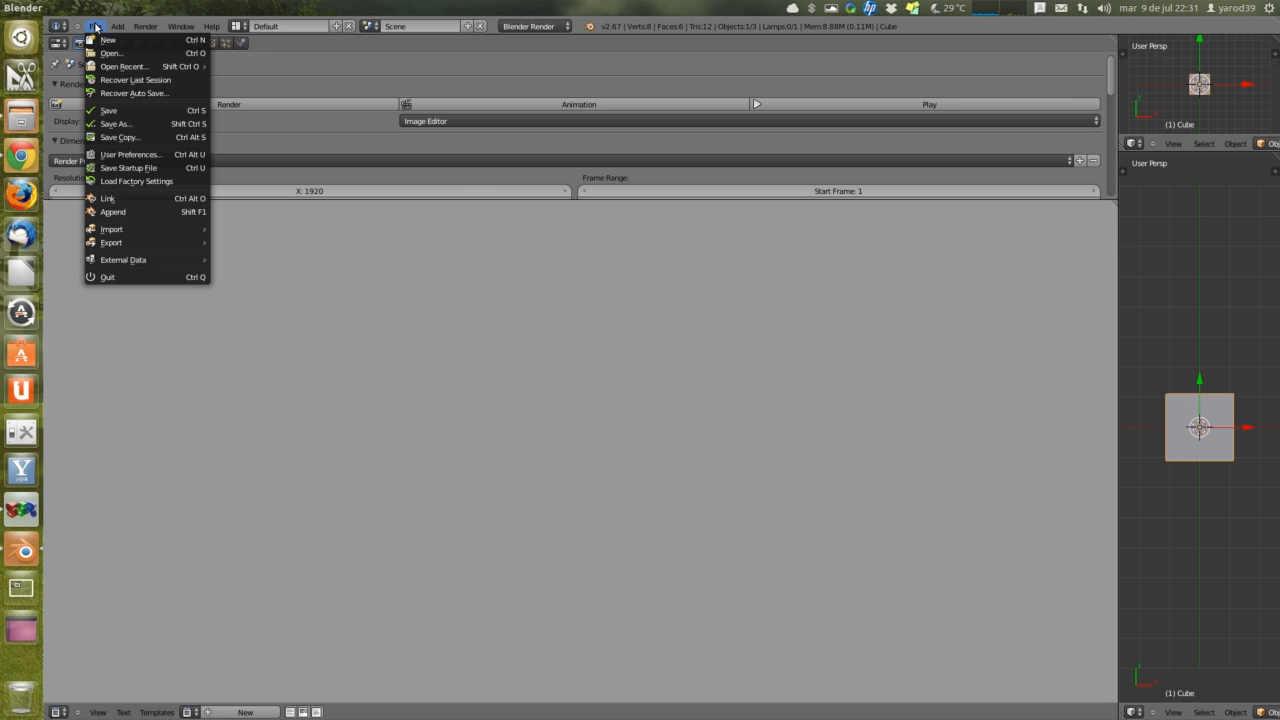 Blender
29°C
mar 9 de jul 22:31
yarod39
Add Render Window Help
Default
Scene
Blender Render
v2.67 | Verts:8 | Faces:6 | Tris:12 | Objects:1/3 | Lamps:0/1 | Mem:8.88M (0.11M) | Cube
New Ctrl N
Open... Ctrl O
Open Recent... Shift Ctrl O
Recover Last Session
Recover Auto Save...
Save Ctrl S
Save As... Shift Ctrl S
Save Copy... Ctrl Alt S
User Preferences... Ctrl Alt U
Save Startup File Ctrl U
Load Factory Settings
Link Ctrl Alt O
Append Shift F1
Import
Export
External Data
Quit Ctrl Q
Render
Animation
Play
Display:
Image Editor
Frame Range:
X: 1920
Start Frame: 1
User Persp
(1) Cube
View Select Object
User Persp
(1) Cube
View Select Object
View Text Templates
New